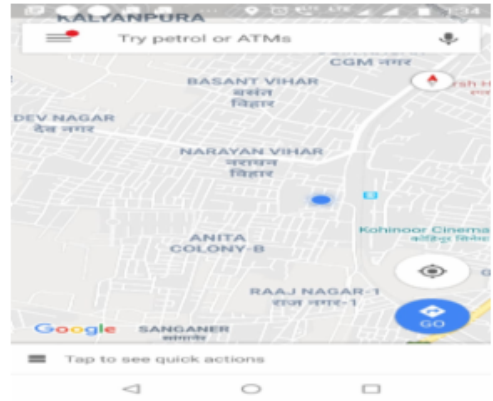 KALYANPURA
Try petrol or ATMs
CGM नगर
BASANT VIHAR
बसंत
विहार
DEV NAGAR
देव नगर
NARAYAN VIHAR
नारायण
विहार
Kohinoor Cinema
कोहिनूर सिनेमा
ANITA
COLONY-B
RAAJ NAGAR-1
राज नगर-1
GO
Google
SANGANER
सांगानेर
Tap to see quick actions